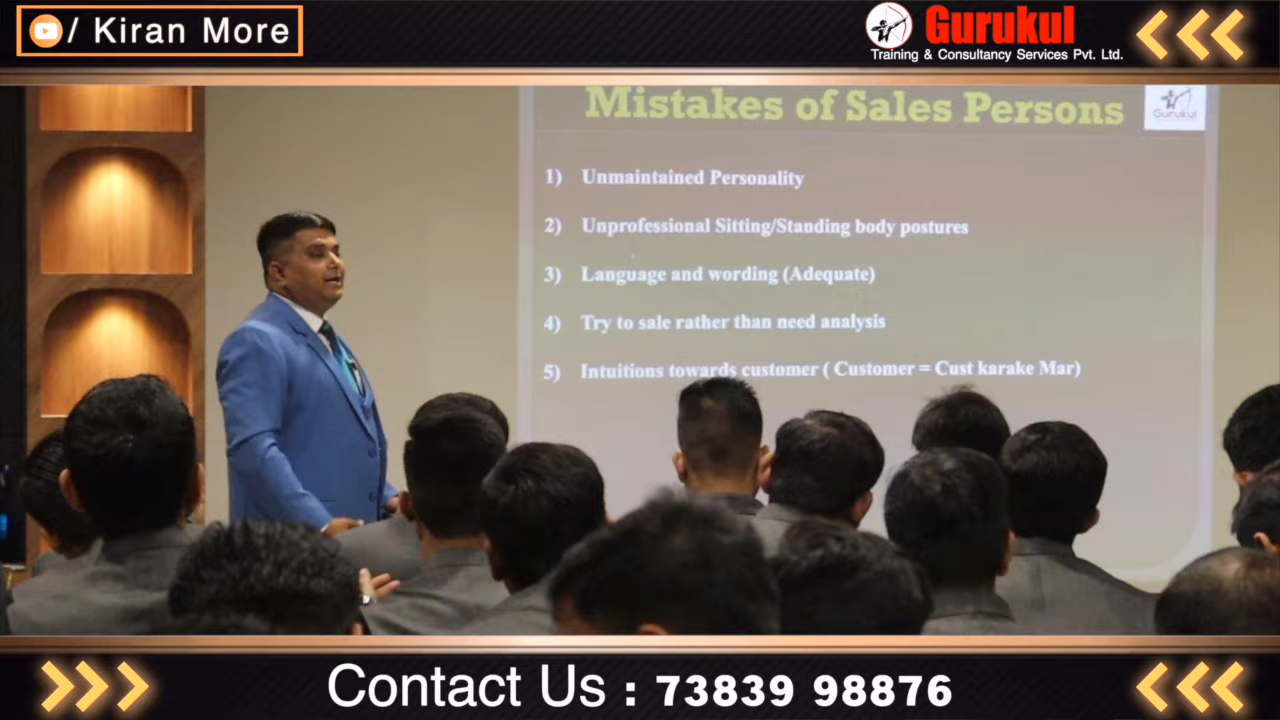 / Kiran More
Gurukul
Training & Consultancy Services Pvt. Ltd.
Mistakes of Sales Persons
Gurukul
1) Unmaintained Personality
2) Unprofessional Sitting/Standing body postures
3) Language and wording (Adequate)
4) Try to sale rather than need analysis
5) Intuitions towards customer ( Customer = Cust karake Mar)
Contact Us : 73839 98876